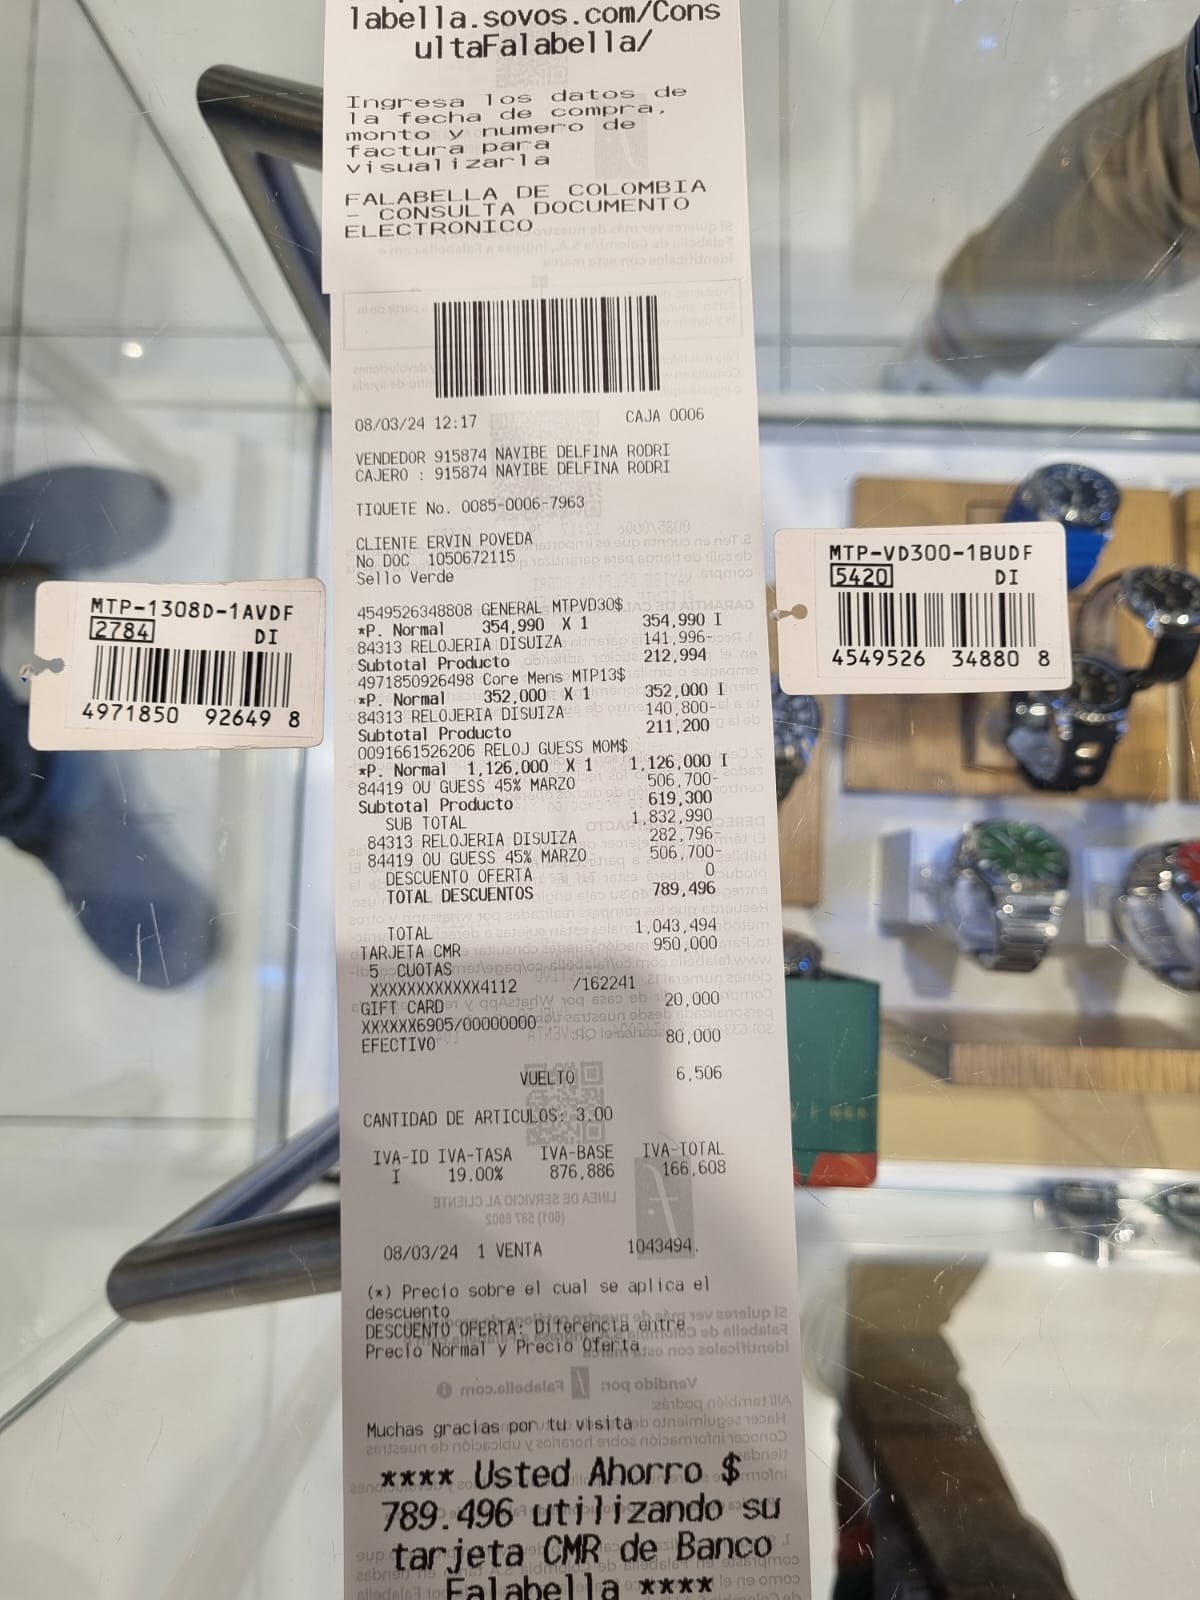 labella.sovos.com/Cons
ultaFalabella/
Ingresa los datos de
la fecha de compra,
monto y numero de
factura para
visualizarla
FALABELLA DE COLOMBIA
- CONSULTA DOCUMENTO
ELECTRONICO
08/03/24 12:17 CAJA 0006
VENDEDOR 915874 NAYIBE DELFINA RODRI
CAJERO : 915874 NAYIBE DELFINA RODRI
TIQUETE No. 0085-0006-7963
CLIENTE ERVIN POVEDA
No DOC 1050672115
Sello Verde
4549526348808 GENERAL MTPVD30$
*P. Normal 354,990 X 1 354,990 I
84313 RELOJERIA DISUIZA 141,996-
Subtotal Producto 212,994
4971850926498 Core Mens MTP13$
*P. Normal 352,000 X 1 352,000 I
84313 RELOJERIA DISUIZA 140,800-
Subtotal Producto 211,200
0091661526206 RELOJ GUESS MOM$
*P. Normal 1,126,000 X 1 1,126,000 I
84419 OU GUESS 45% MARZO 506,700-
Subtotal Producto 619,300
SUB TOTAL 1,832,990
84313 RELOJERIA DISUIZA 282,796-
84419 OU GUESS 45% MARZO 506,700-
DESCUENTO OFERTA 0
TOTAL DESCUENTOS 789,496
TOTAL 1,043,494
TARJETA CMR 950,000
5 CUOTAS
XXXXXXXXXXXX4112 /162241
GIFT CARD 20,000
XXXXXX6905/00000000
EFECTIVO 80,000
VUELTO 6,506
CANTIDAD DE ARTICULOS: 3.00
IVA-ID IVA-TASA IVA-BASE IVA-TOTAL
I 19.00% 876,886 166,608
08/03/24 1 VENTA 1043494.
(*) Precio sobre el cual se aplica el
descuento
DESCUENTO OFERTA: Diferencia entre
Precio Normal y Precio Oferta
Muchas gracias por tu visita
**** Usted Ahorro $
789.496 utilizando su
tarjeta CMR de Banco
Falabella ****
MTP-1308D-1AVDF
2784 DI
4971850 92649 8
MTP-VD300-1BUDF
5420 DI
4549526 34880 8